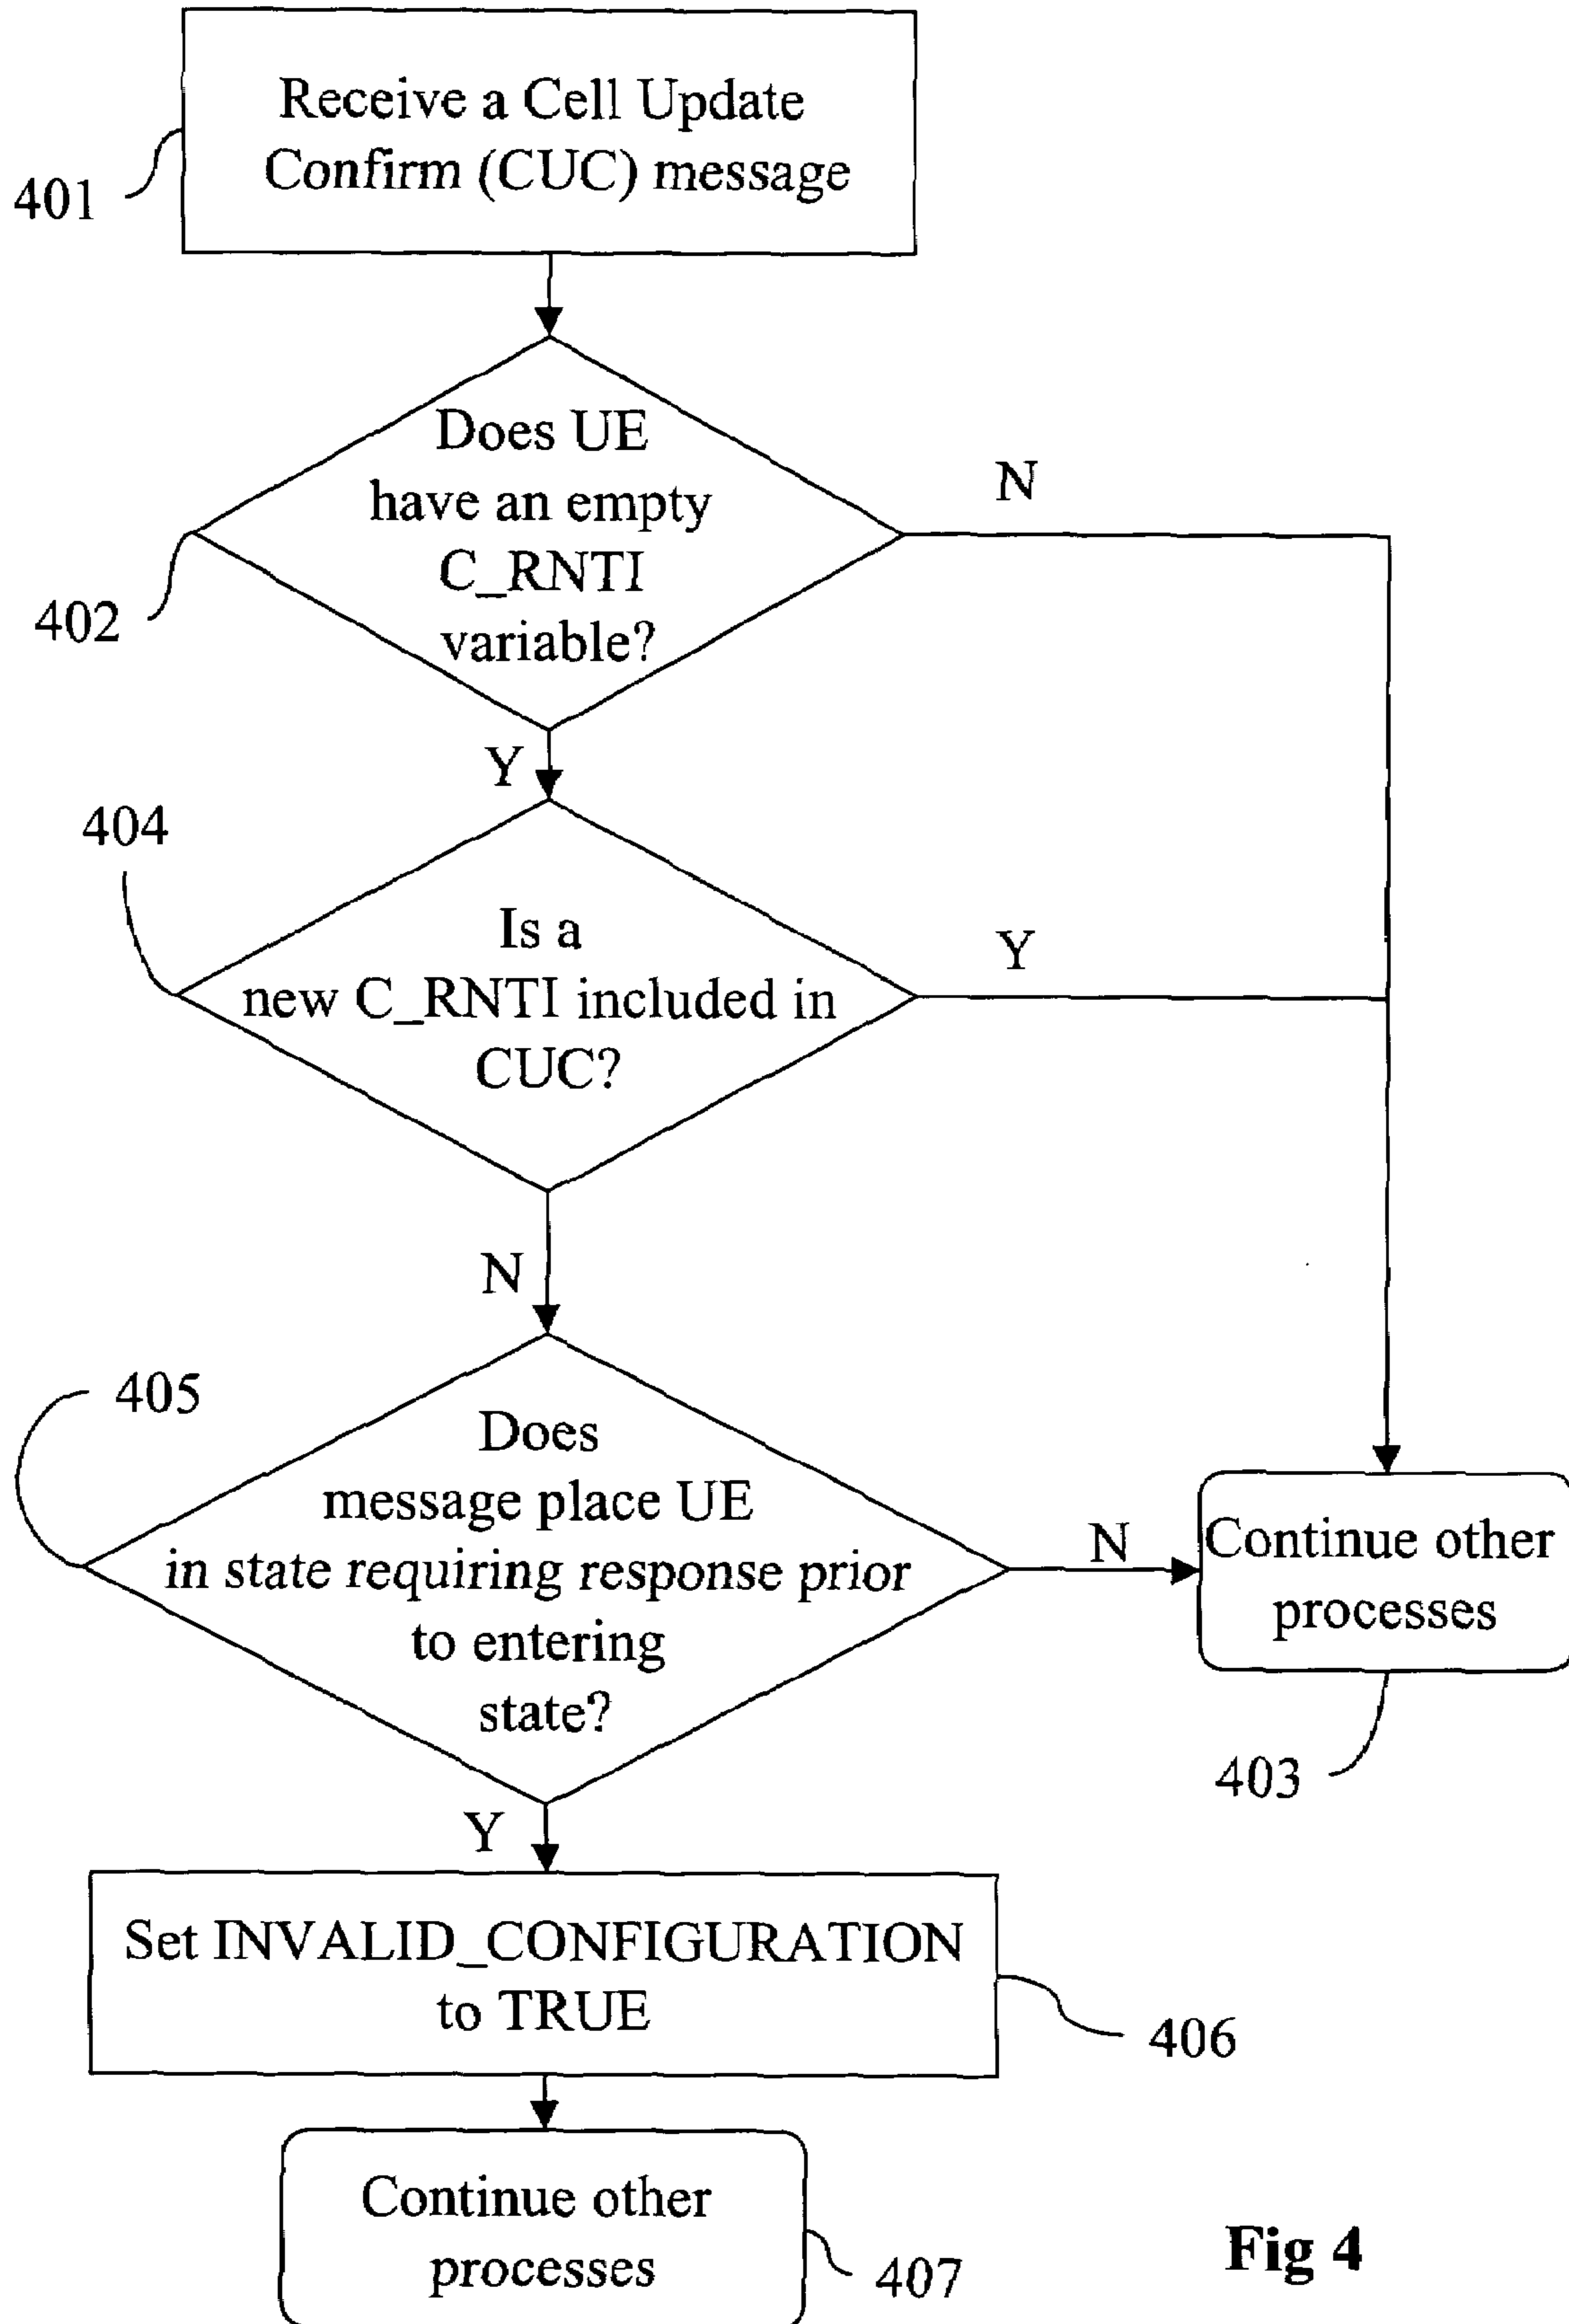 Receive a Cell Update
Confirm (CUC) message
401
Does UE
have an empty
C_RNTI
variable?
N
402
Y
404
Is a
new C_RNTI included in
CUC?
Y
N
405
Does
message place UE
in state requiring response prior
to entering
state?
N
Continue other
processes
403
Y
Set INVALID_CONFIGURATION
to TRUE
406
Continue other
processes
407
Fig 4